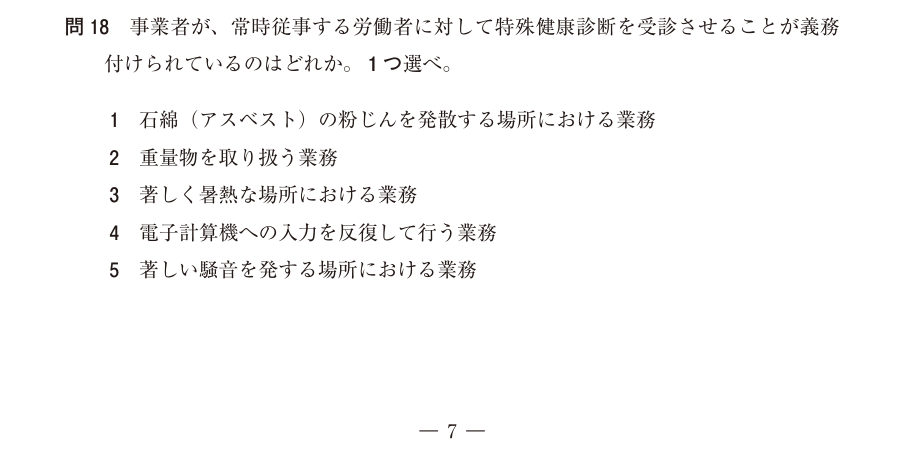 問 18　事業者が、常時従事する労働者に対して特殊健康診断を受診させることが義務
付けられているのはどれか。1つ選べ。
1　石綿（アスベスト）の粉じんを発散する場所における業務
2　重量物を取り扱う業務
3　著しく暑熱な場所における業務
4　電子計算機への入力を反復して行う業務
5　著しい騒音を発する場所における業務
— 7 —